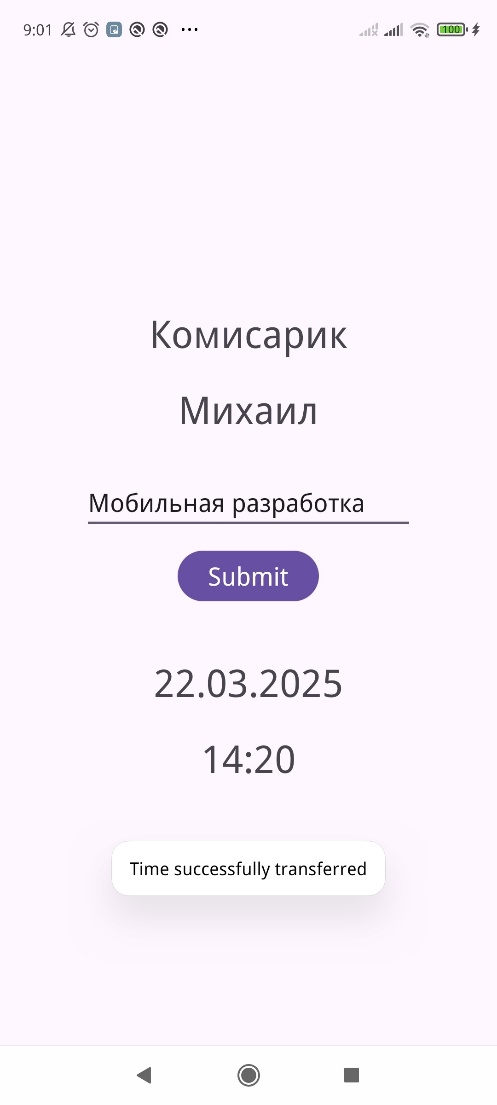 9:01
100
Комисарик
Михаил
Мобильная разработка
Submit
22.03.2025
14:20
Time successfully transferred